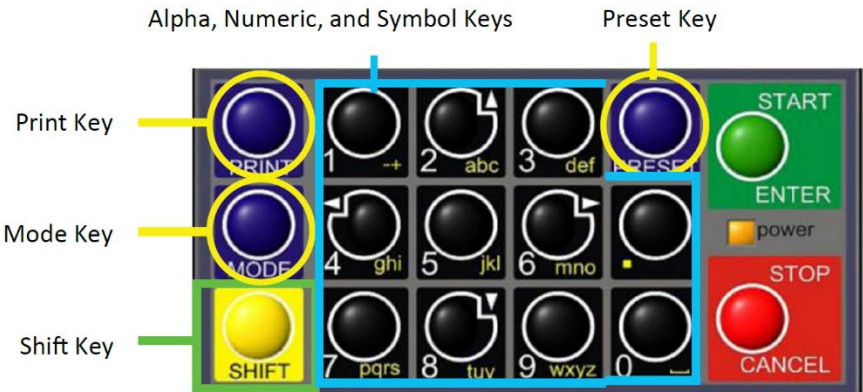 Alpha, Numeric, and Symbol Keys
Preset Key
Print Key
Mode Key
Shift Key
PRINT
1 -+
2 abc
3 def
PRESET
START
ENTER
MODE
4 ghi
5 jkl
6 mno
.
power
SHIFT
7 pqrs
8 tuv
9 wxyz
0 ⎵
STOP
CANCEL